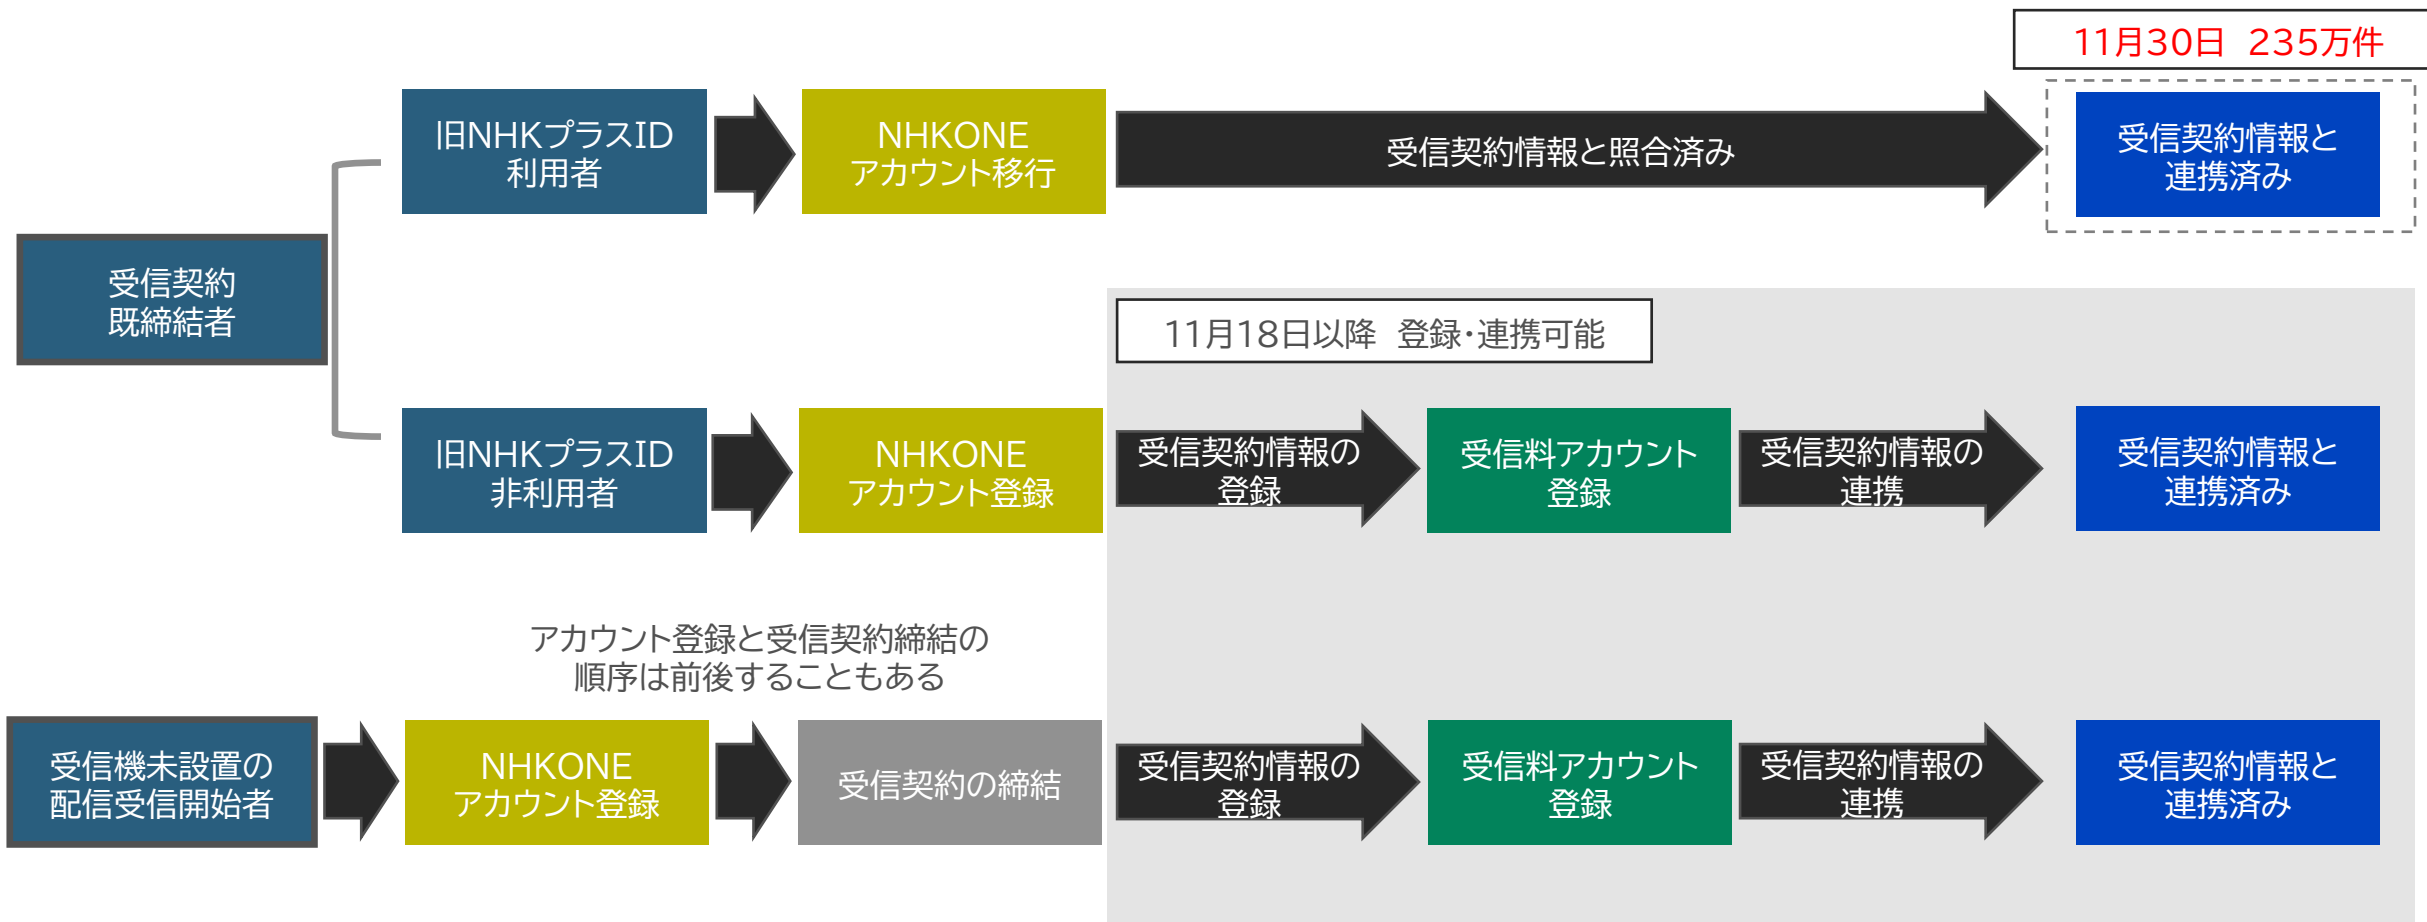 11月30日 235万件
旧NHKプラスID
利用者
NHKONE
アカウント移行
受信契約情報と照合済み
受信契約情報と
連携済み
受信契約
既締結者
11月18日以降 登録・連携可能
旧NHKプラスID
非利用者
NHKONE
アカウント登録
受信契約情報の
登録
受信料アカウント
登録
受信契約情報の
連携
受信契約情報と
連携済み
アカウント登録と受信契約締結の
順序は前後することもある
受信機未設置の
配信受信開始者
NHKONE
アカウント登録
受信契約の締結
受信契約情報の
登録
受信料アカウント
登録
受信契約情報の
連携
受信契約情報と
連携済み